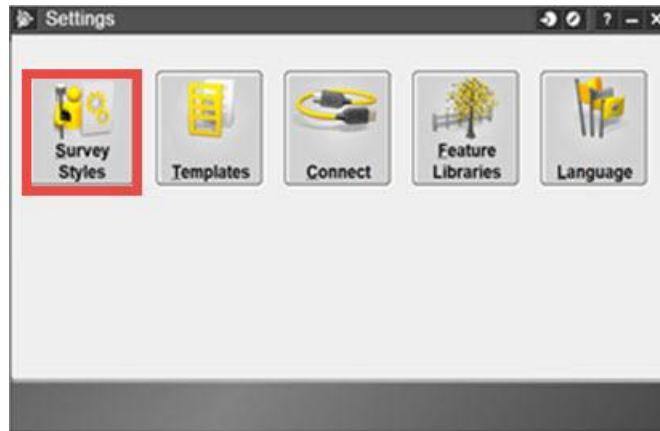 Settings
?
Survey
Styles
Templates
Connect
Feature
Libraries
Language